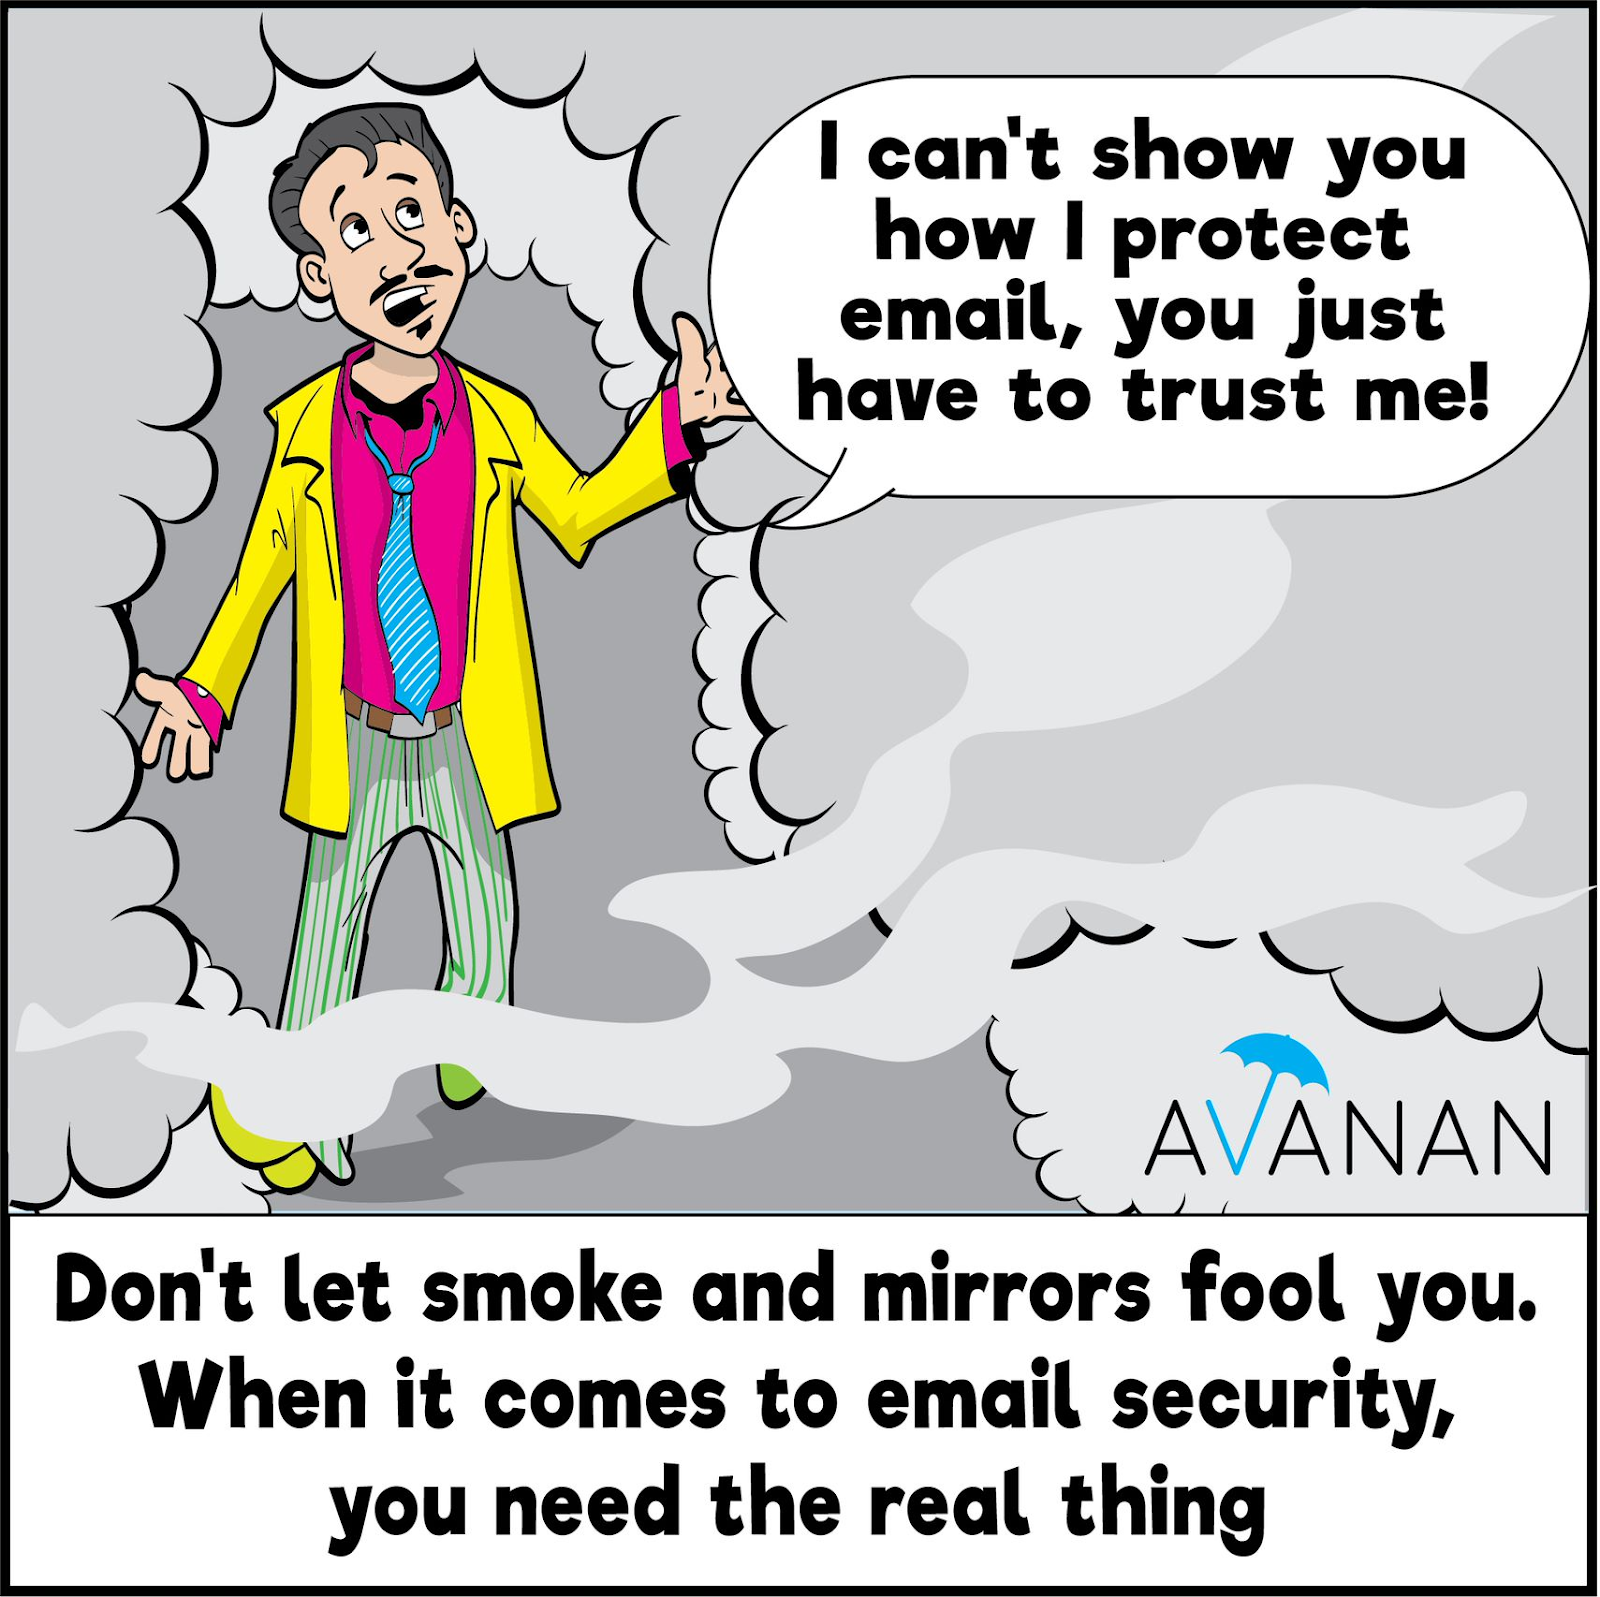 I can't show you
how I protect
email, you just
have to trust me!
AVANAN
Don't let smoke and mirrors fool you.
When it comes to email security,
you need the real thing